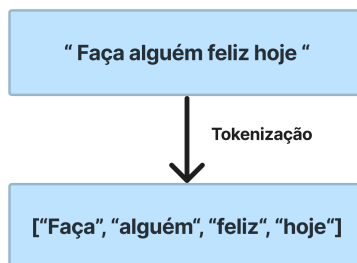 “ Faça alguém feliz hoje “
Tokenização
[“Faça”, “alguém“, “feliz“, “hoje“]